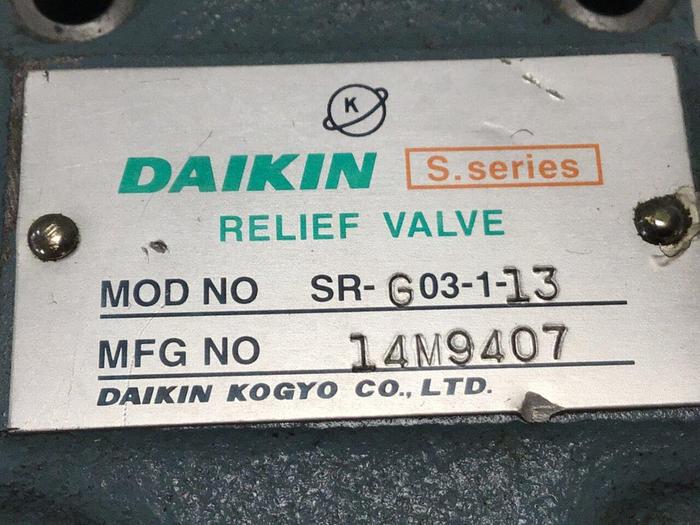 K
DAIKIN S.series
RELIEF VALVE
MOD NO SR-G03-1-13
MFG NO 14M9407
DAIKIN KOGYO CO., LTD.